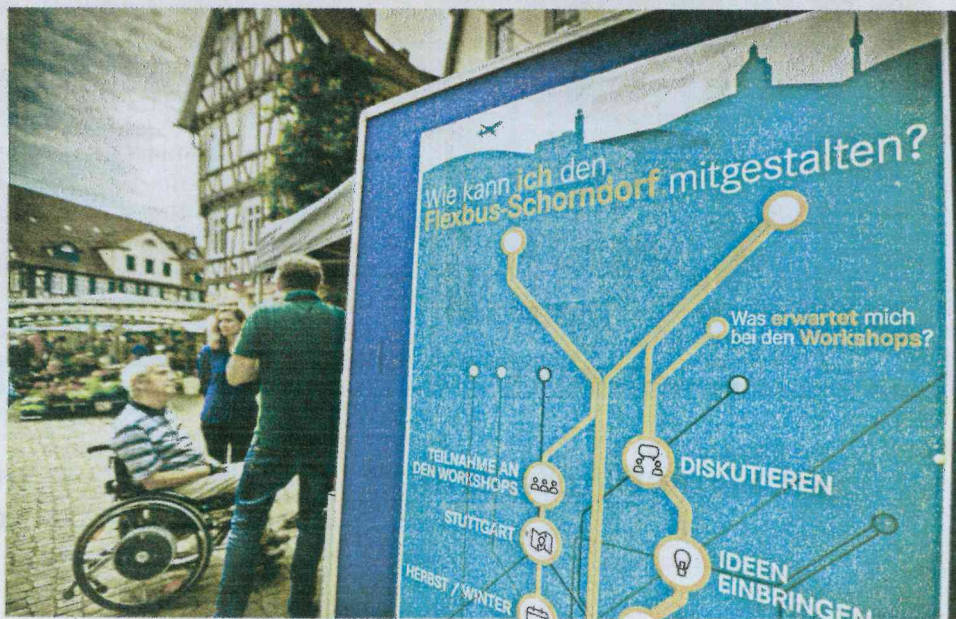 Wie kann ich den
Flexbus-Schorndorf mitgestalten?
Was erwartet mich
bei den Workshops?
TEILNAHME AN
DEN WORKSHOPS
DISKUTIEREN
STUTTGART
IDEEN
EINBRINGEN
HERBST / WINTER